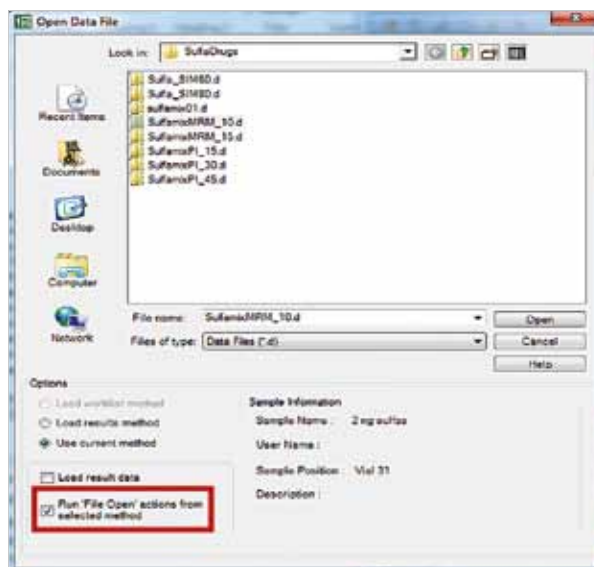 Open Data File
Look in: SulfaDrugs
Sulfa_SIM60.d
Sulfa_SIM80.d
sulfamix01.d
SulfamixMRM_10.d
SulfamixMRM_15.d
SulfamixPI_15.d
SulfamixPI_30.d
SulfamixPI_45.d
Recent Items
Documents
Desktop
Computer
Network
File name: SulfamixMRM_10.d Open
Files of type: Data Files (*.d) Cancel
Help
Options
Load worklist method
Load results method
Use current method
Load result data
Run 'File Open' actions from
selected method
Sample Information
Sample Name : 2 ng sulfas
User Name :
Sample Position: Vial 31
Description :